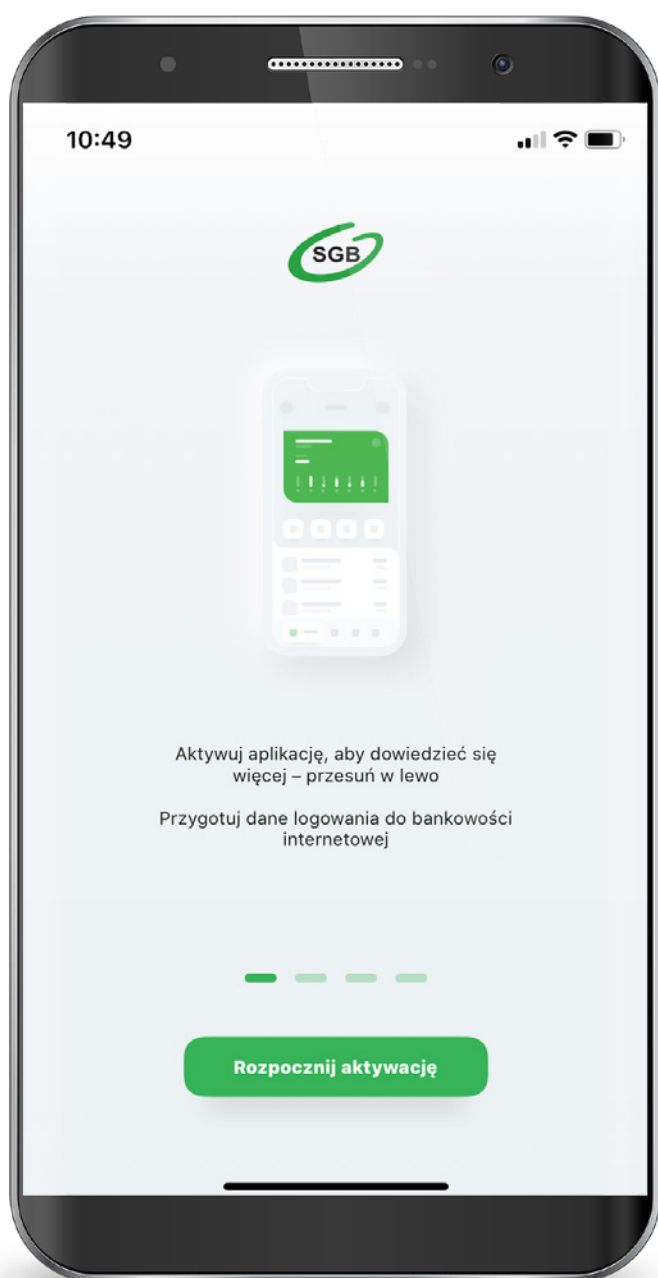 10:49
SGB
Aktywuj aplikację, aby dowiedzieć się
więcej – przesuń w lewo
Przygotuj dane logowania do bankowości
internetowej
Rozpocznij aktywację